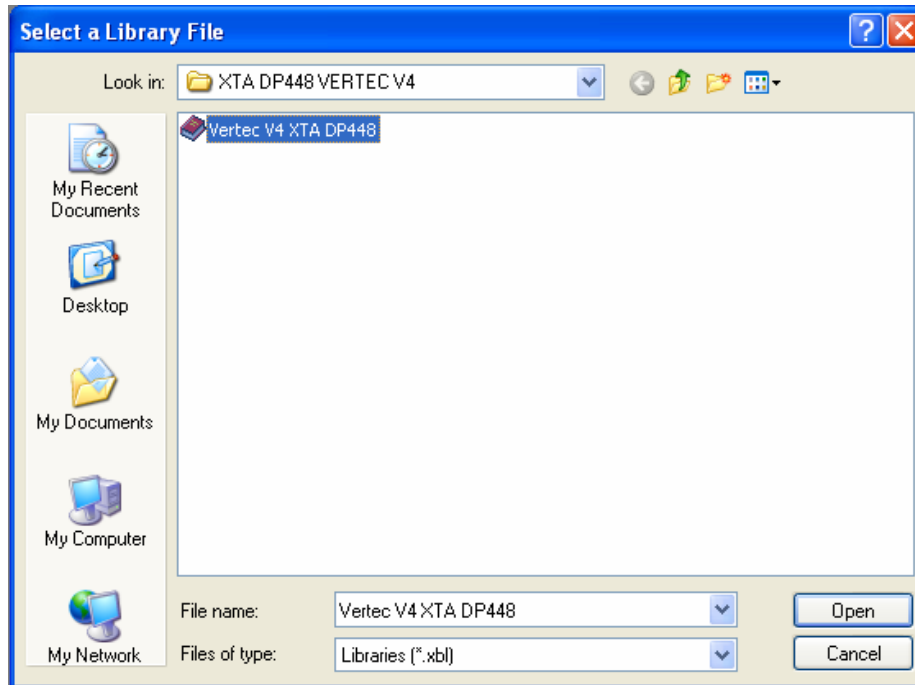 Select a Library File
Look in: XTA DP448 VERTEC V4
Vertec V4 XTA DP448
My Recent
Documents
Desktop
My Documents
My Computer
My Network
File name: Vertec V4 XTA DP448 Open
Files of type: Libraries (*.xbl) Cancel